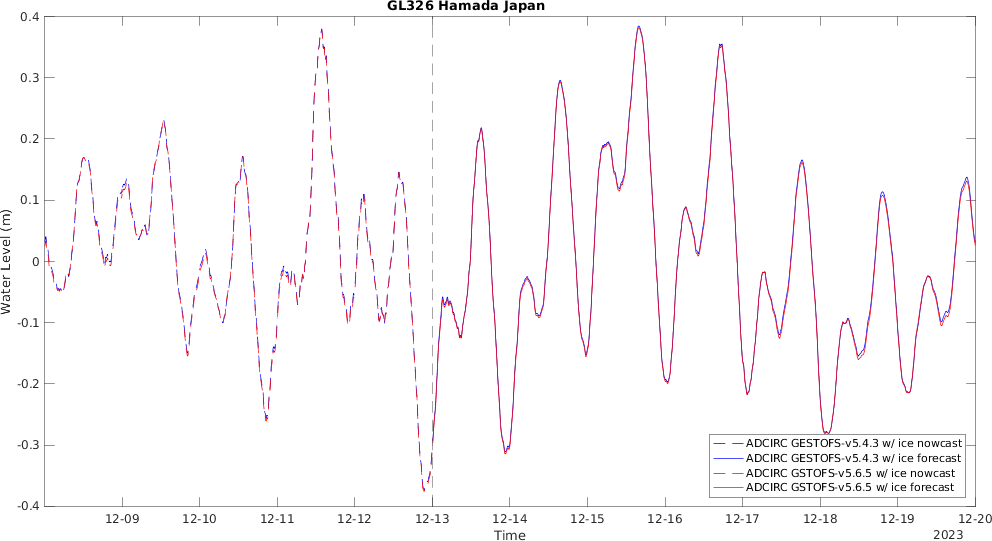 GL326 Hamada Japan
0.4
0.3
0.2
0.1
0
-0.1
-0.2
-0.3
-0.4
Water Level (m)
ADCIRC GESTOFS-v5.4.3 w/ ice nowcast
ADCIRC GESTOFS-v5.4.3 w/ ice forecast
ADCIRC GSTOFS-v5.6.5 w/ ice nowcast
ADCIRC GSTOFS-v5.6.5 w/ ice forecast
12-09 12-10 12-11 12-12 12-13 12-14 12-15 12-16 12-17 12-18 12-19 12-20
Time
2023